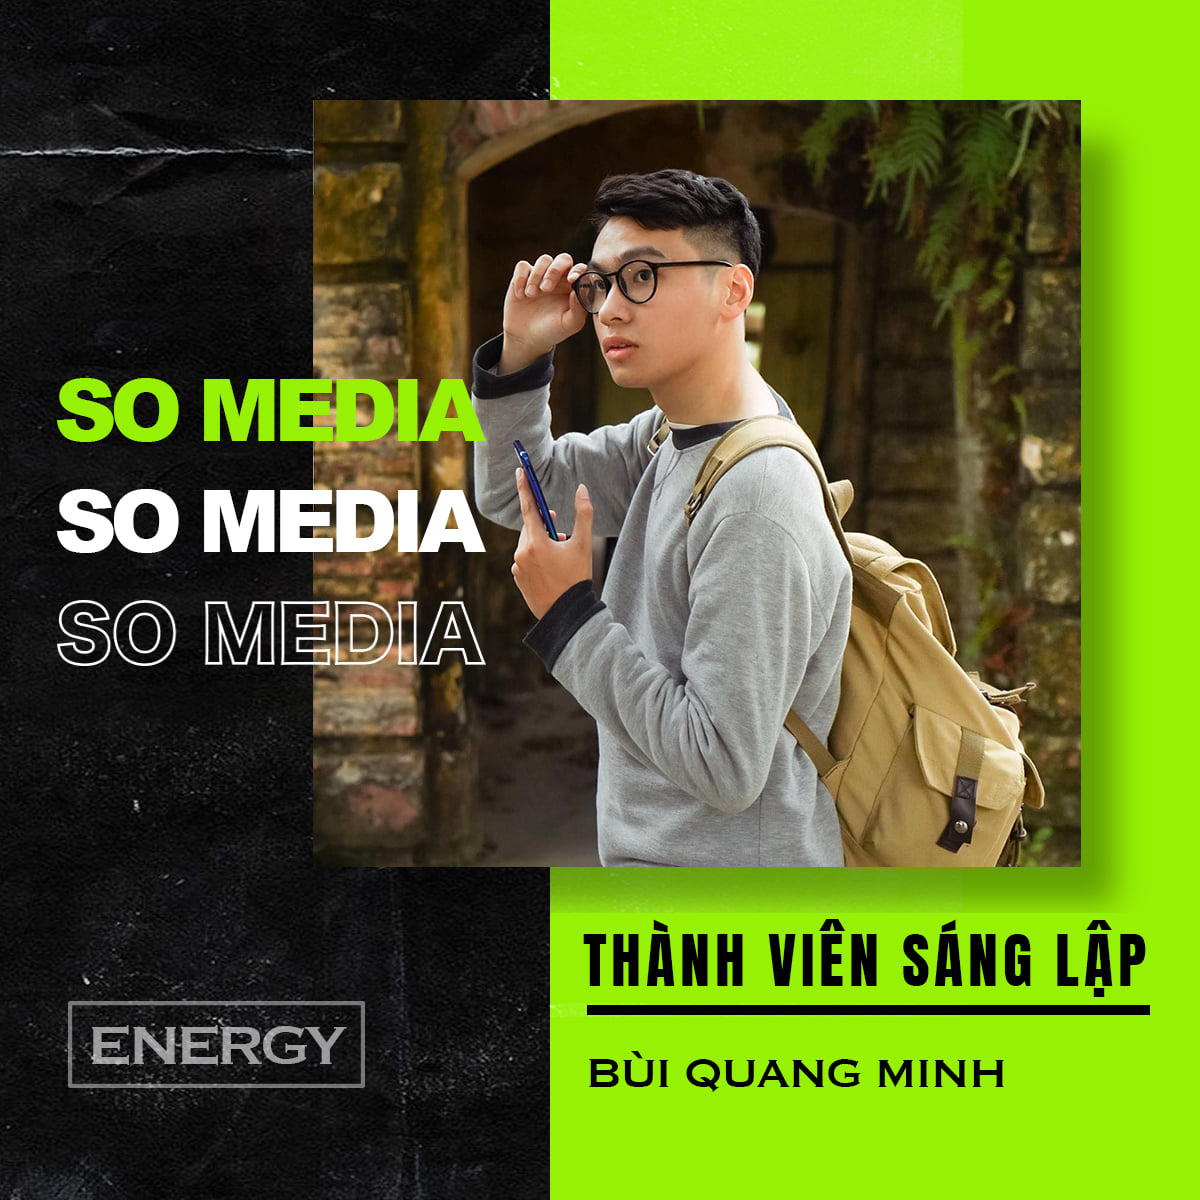 SO MEDIA
SO MEDIA
SO MEDIA
THÀNH VIÊN SÁNG LẬP
ENERGY
BÙI QUANG MINH